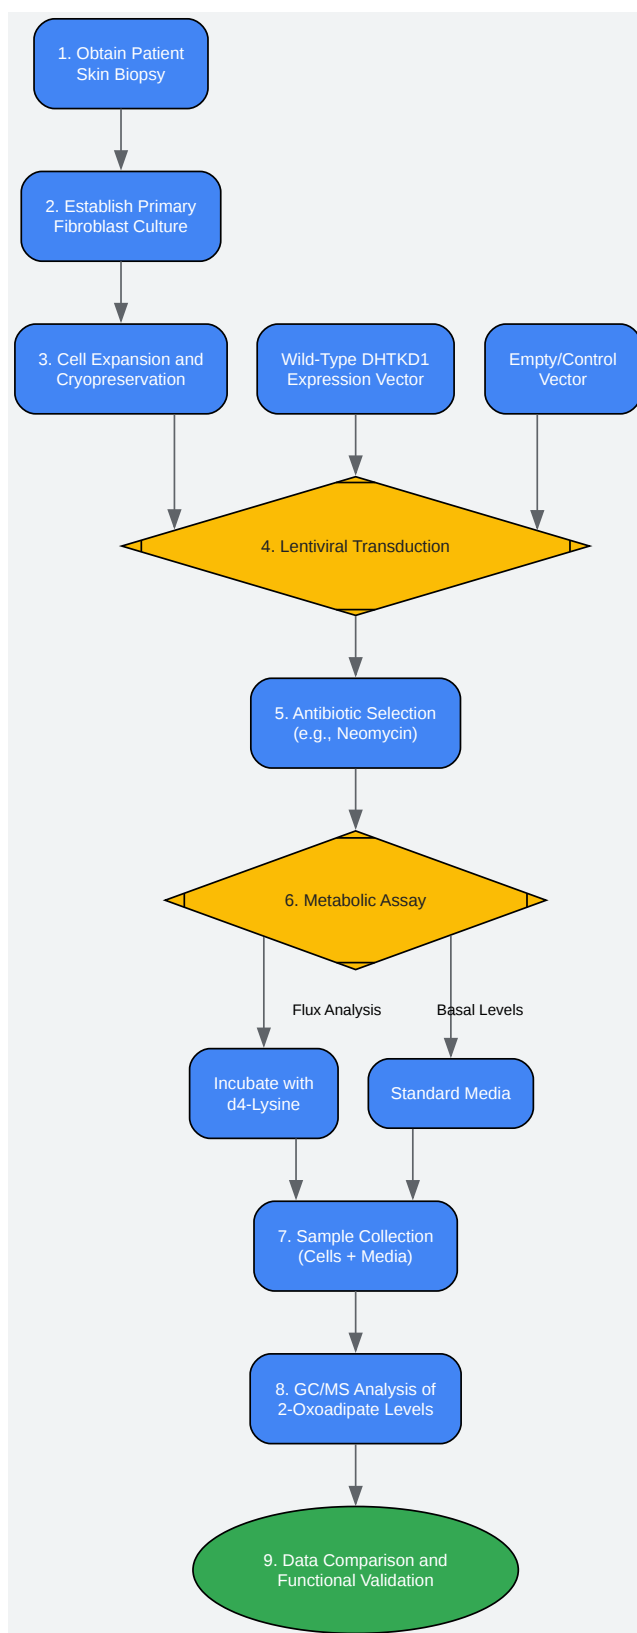 1. Obtain Patient
Skin Biopsy
2. Establish Primary
Fibroblast Culture
3. Cell Expansion and
Cryopreservation
Wild-Type DHTKD1
Expression Vector
Empty/Control
Vector
4. Lentiviral Transduction
5. Antibiotic Selection
(e.g., Neomycin)
6. Metabolic Assay
Flux Analysis
Basal Levels
Incubate with
d4-Lysine
Standard Media
7. Sample Collection
(Cells + Media)
8. GC/MS Analysis of
2-Oxoadipate Levels
9. Data Comparison and
Functional Validation